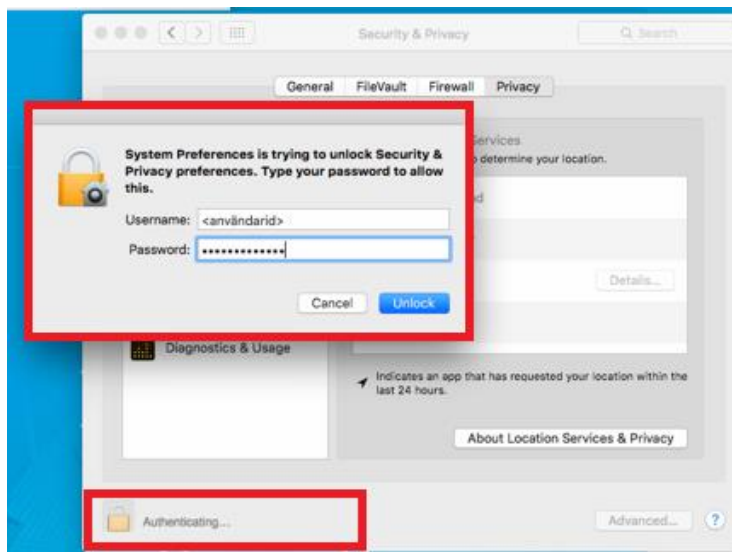 Security & Privacy
Search
General FileVault Firewall Privacy
System Preferences is trying to unlock Security &
Privacy preferences. Type your password to allow
this.
Username: <användarid>
Password: •••••••••••••
Cancel Unlock
Services
to determine your location.
Details...
Diagnostics & Usage
Indicates an app that has requested your location within the
last 24 hours.
About Location Services & Privacy
Authenticating...
Advanced... ?